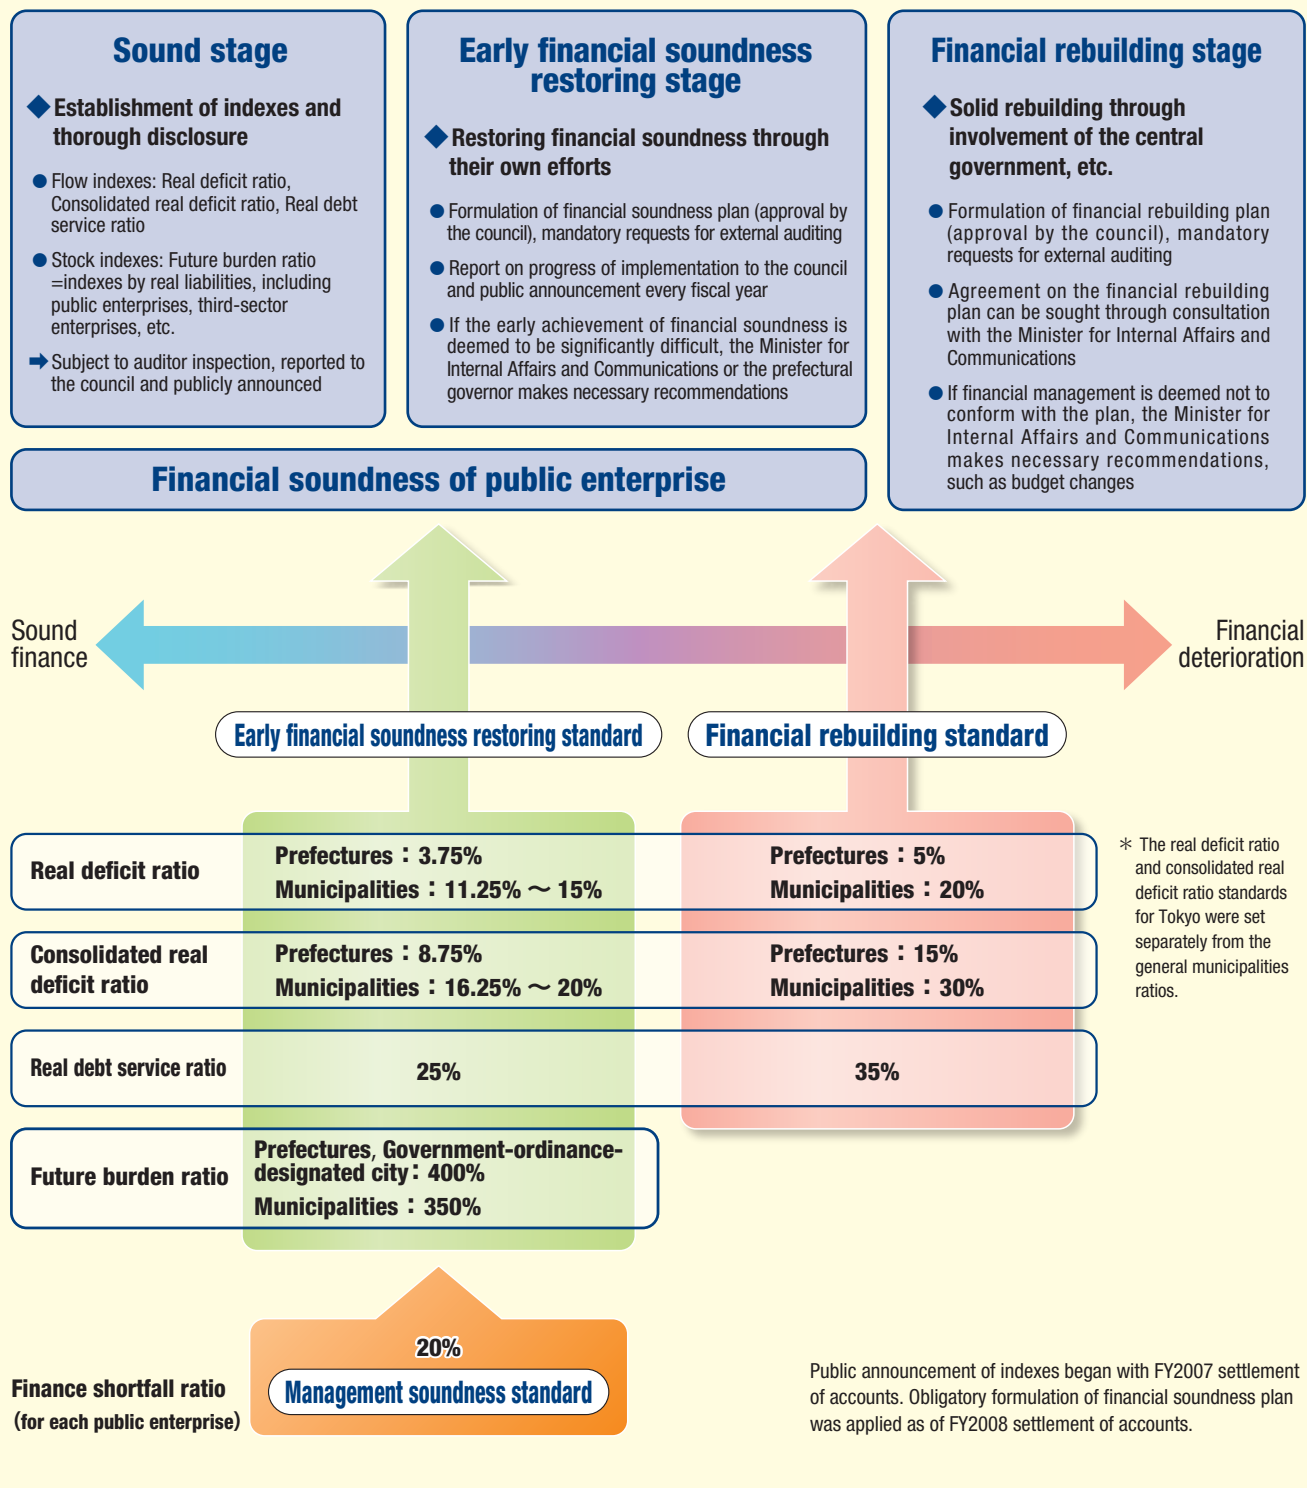 Sound stage
◆Establishment of indexes and
thorough disclosure
● Flow indexes: Real deficit ratio,
Consolidated real deficit ratio, Real debt
service ratio
● Stock indexes: Future burden ratio
=indexes by real liabilities, including
public enterprises, third-sector
enterprises, etc.
➡ Subject to auditor inspection, reported to
the council and publicly announced
Early financial soundness
restoring stage
◆Restoring financial soundness through
their own efforts
● Formulation of financial soundness plan (approval by
the council), mandatory requests for external auditing
● Report on progress of implementation to the council
and public announcement every fiscal year
● If the early achievement of financial soundness is
deemed to be significantly difficult, the Minister for
Internal Affairs and Communications or the prefectural
governor makes necessary recommendations
Financial rebuilding stage
◆Solid rebuilding through
involvement of the central
government, etc.
● Formulation of financial rebuilding plan
(approval by the council), mandatory
requests for external auditing
● Agreement on the financial rebuilding
plan can be sought through consultation
with the Minister for Internal Affairs and
Communications
● If financial management is deemed not to
conform with the plan, the Minister for
Internal Affairs and Communications
makes necessary recommendations,
such as budget changes
Financial soundness of public enterprise
Sound
finance
Financial
deterioration
Early financial soundness restoring standard
Financial rebuilding standard
Real deficit ratio
Prefectures：3.75%
Municipalities：11.25% ～ 15%
Prefectures：5%
Municipalities：20%
Consolidated real
deficit ratio
Prefectures：8.75%
Municipalities：16.25% ～ 20%
Prefectures：15%
Municipalities：30%
Real debt service ratio
25%
35%
Future burden ratio
Prefectures, Government-ordinance-
designated city：400%
Municipalities：350%
＊ The real deficit ratio
and consolidated real
deficit ratio standards
for Tokyo were set
separately from the
general municipalities
ratios.
20%
Management soundness standard
Finance shortfall ratio
(for each public enterprise)
Public announcement of indexes began with FY2007 settlement
of accounts. Obligatory formulation of financial soundness plan
was applied as of FY2008 settlement of accounts.